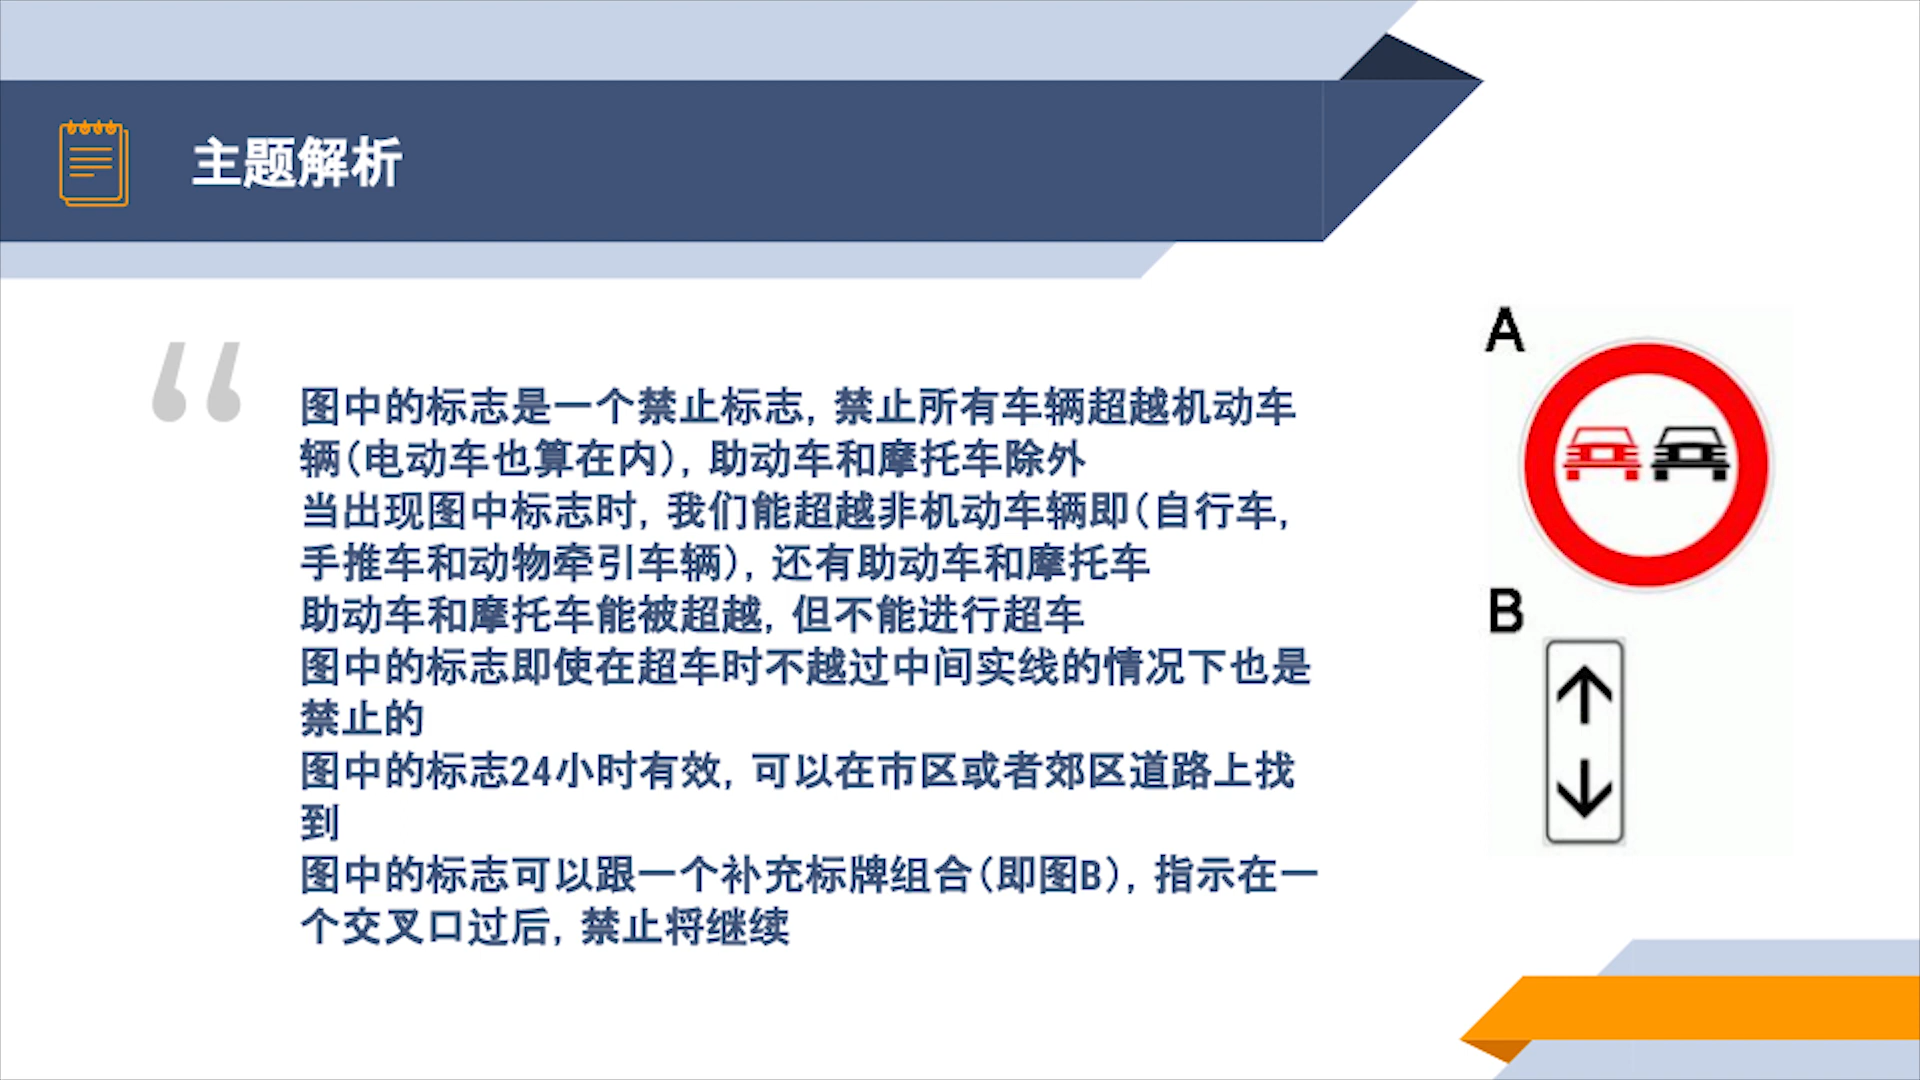 主题解析
图中的标志是一个禁止标志, 禁止所有车辆超越机动车
辆(电动车也算在内), 助动车和摩托车除外
当出现图中标志时, 我们能超越非机动车辆即(自行车,
手推车和动物牵引车辆), 还有助动车和摩托车
助动车和摩托车能被超越, 但不能进行超车
图中的标志即使在超车时不越过中间实线的情况下也是
禁止的
图中的标志24小时有效, 可以在市区或者郊区道路上找
到
图中的标志可以跟一个补充标牌组合(即图B), 指示在一
个交叉口过后, 禁止将继续
A
B